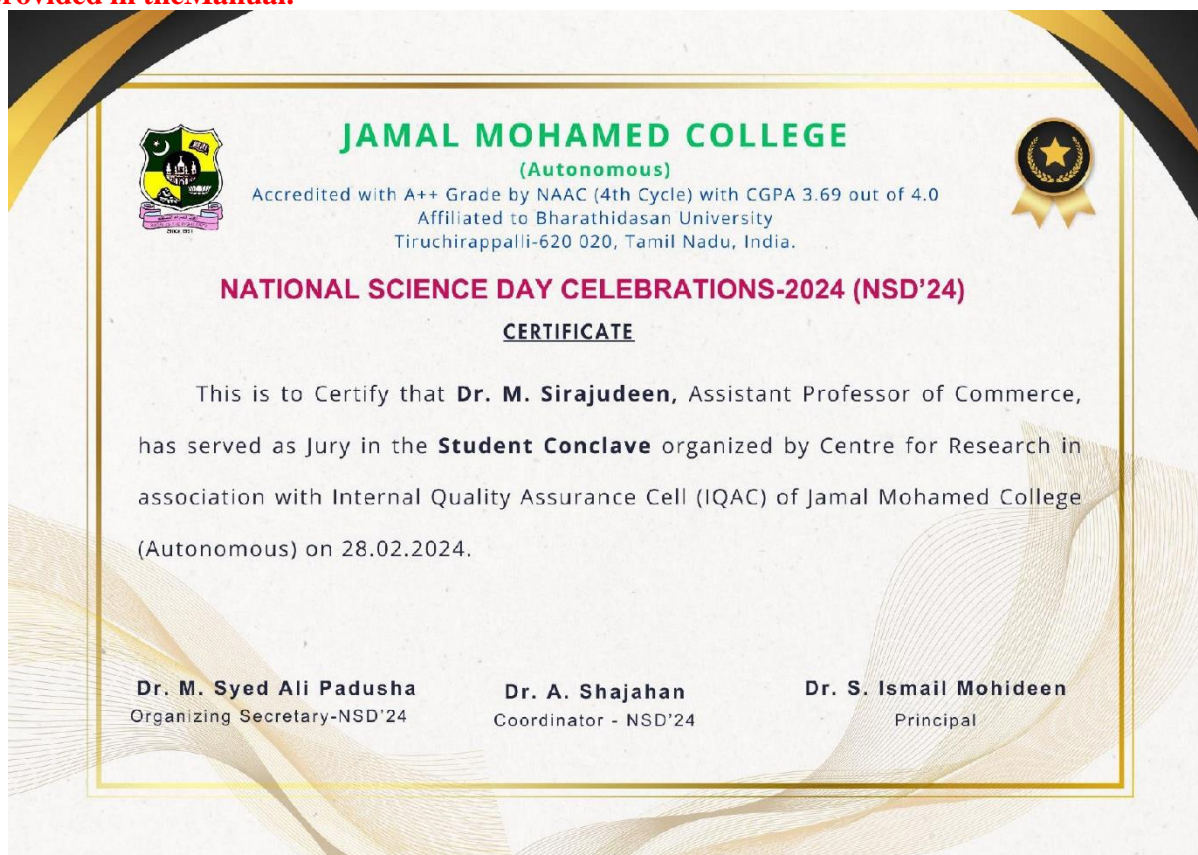 provided in theManual.
JAMAL MOHAMED COLLEGE
(Autonomous)
Accredited with A++ Grade by NAAC (4th Cycle) with CGPA 3.69 out of 4.0
Affiliated to Bharathidasan University
Tiruchirappalli-620 020, Tamil Nadu, India.
NATIONAL SCIENCE DAY CELEBRATIONS-2024 (NSD’24)
CERTIFICATE
This is to Certify that Dr. M. Sirajudeen, Assistant Professor of Commerce,
has served as Jury in the Student Conclave organized by Centre for Research in
association with Internal Quality Assurance Cell (IQAC) of Jamal Mohamed College
(Autonomous) on 28.02.2024.
Dr. M. Syed Ali Padusha
Organizing Secretary-NSD’24
Dr. A. Shajahan
Coordinator - NSD’24
Dr. S. Ismail Mohideen
Principal